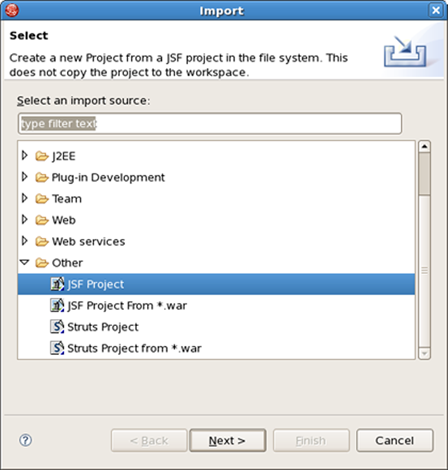 Import
Select
Create a new Project from a JSF project in the file system. This
does not copy the project to the workspace.
Select an import source:
type filter text
J2EE
Plug-in Development
Team
Web
Web services
Other
JSF Project
JSF Project From *.war
Struts Project
Struts Project from *.war
? < Back Next > Finish Cancel